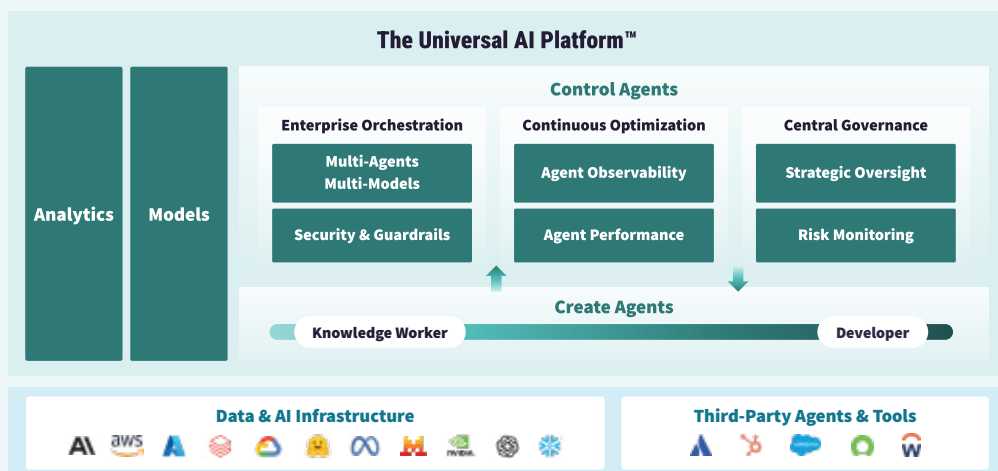 The Universal AI Platform™
Analytics
Models
Control Agents
Enterprise Orchestration
Multi-Agents
Multi-Models
Security & Guardrails
Continuous Optimization
Agent Observability
Agent Performance
Central Governance
Strategic Oversight
Risk Monitoring
Create Agents
Knowledge Worker
Developer
Data & AI Infrastructure
aws
NVIDIA
Third-Party Agents & Tools
salesforce
w